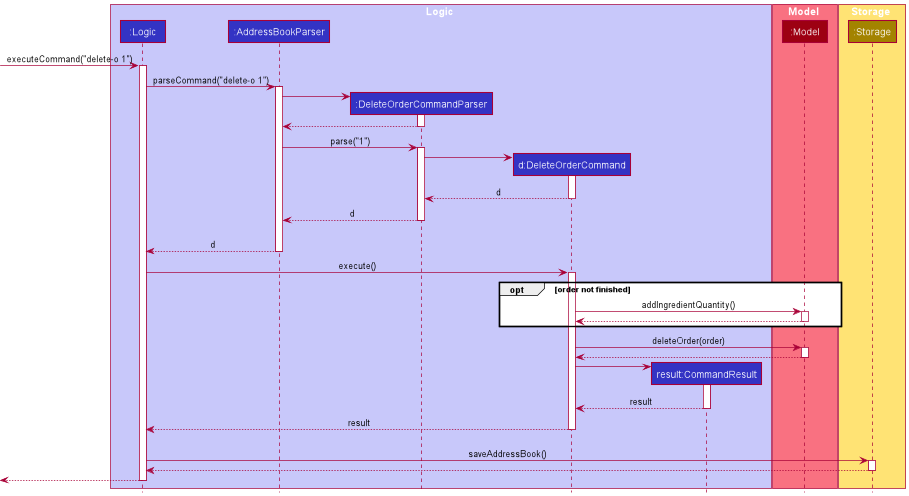 Logic Model Storage
:Logic :AddressBookParser :Model :Storage
executeCommand("delete-o 1")
parseCommand("delete-o 1")
:DeleteOrderCommandParser
parse("1")
d:DeleteOrderCommand
d
d
d
execute()
opt [order not finished]
addIngredientQuantity()
deleteOrder(order)
result:CommandResult
result
result
saveAddressBook()